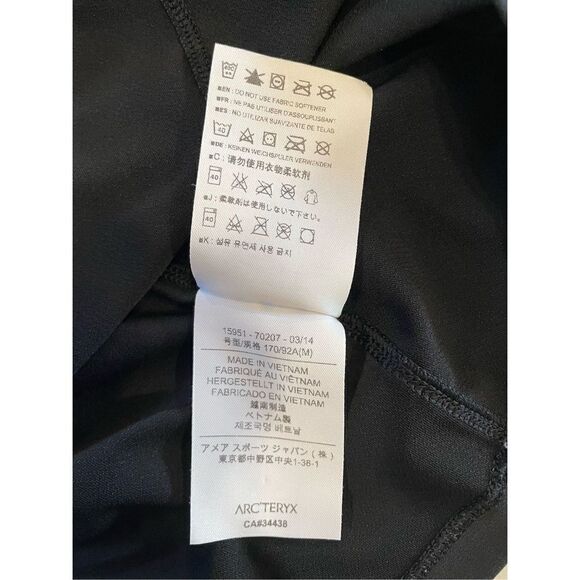 ■EN : DO NOT USE FABRIC SOFTENER
■FR : NE PAS UTILISER D'ASSOUPLISSANT
■ES : NO UTILIZAR SUAVIZANTE DE TELAS
40
■DE : KEINEN WEICHSPÜLER VERWENDEN
■C : 请勿使用衣物柔软剂
40
■J : 柔軟剤は使用しないで下さい。
40
■K : 섬유 유연제 사용 금지
15951 - 70207 - 03/14
号型/规格 170/92A(M)
MADE IN VIETNAM
FABRIQUÉ AU VIÊTNAM
HERGESTELLT IN VIETNAM
FABRICADO EN VIETNAM
越南制造
ベトナム製
제조국명 베트남
アメア スポーツ ジャパン (株)
東京都中野区中央1-38-1
ARC'TERYX
CA#34438